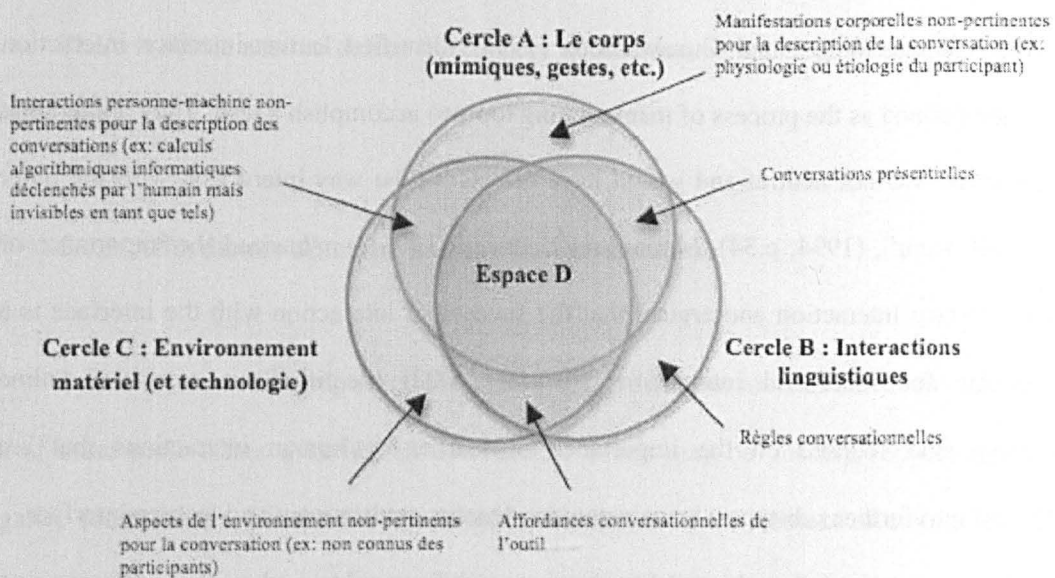 Manifestations corporelles non-pertinentes
pour la description de la conversation (ex:
physiologie ou étiologie du participant)
Cercle A : Le corps
(mimiques, gestes, etc.)
Interactions personne-machine non-
pertinentes pour la description des
conversations (ex: calculs
algorithmiques informatiques
déclenchés par l'humain mais
invisibles en tant que tels)
Conversations présentielles
Espace D
Cercle C : Environnement
matériel (et technologie)
Cercle B : Interactions
linguistiques
Règles conversationnelles
Aspects de l'environnement non-pertinents
pour la conversation (ex: non connus des
participants)
Affordances conversationnelles de
l'outil